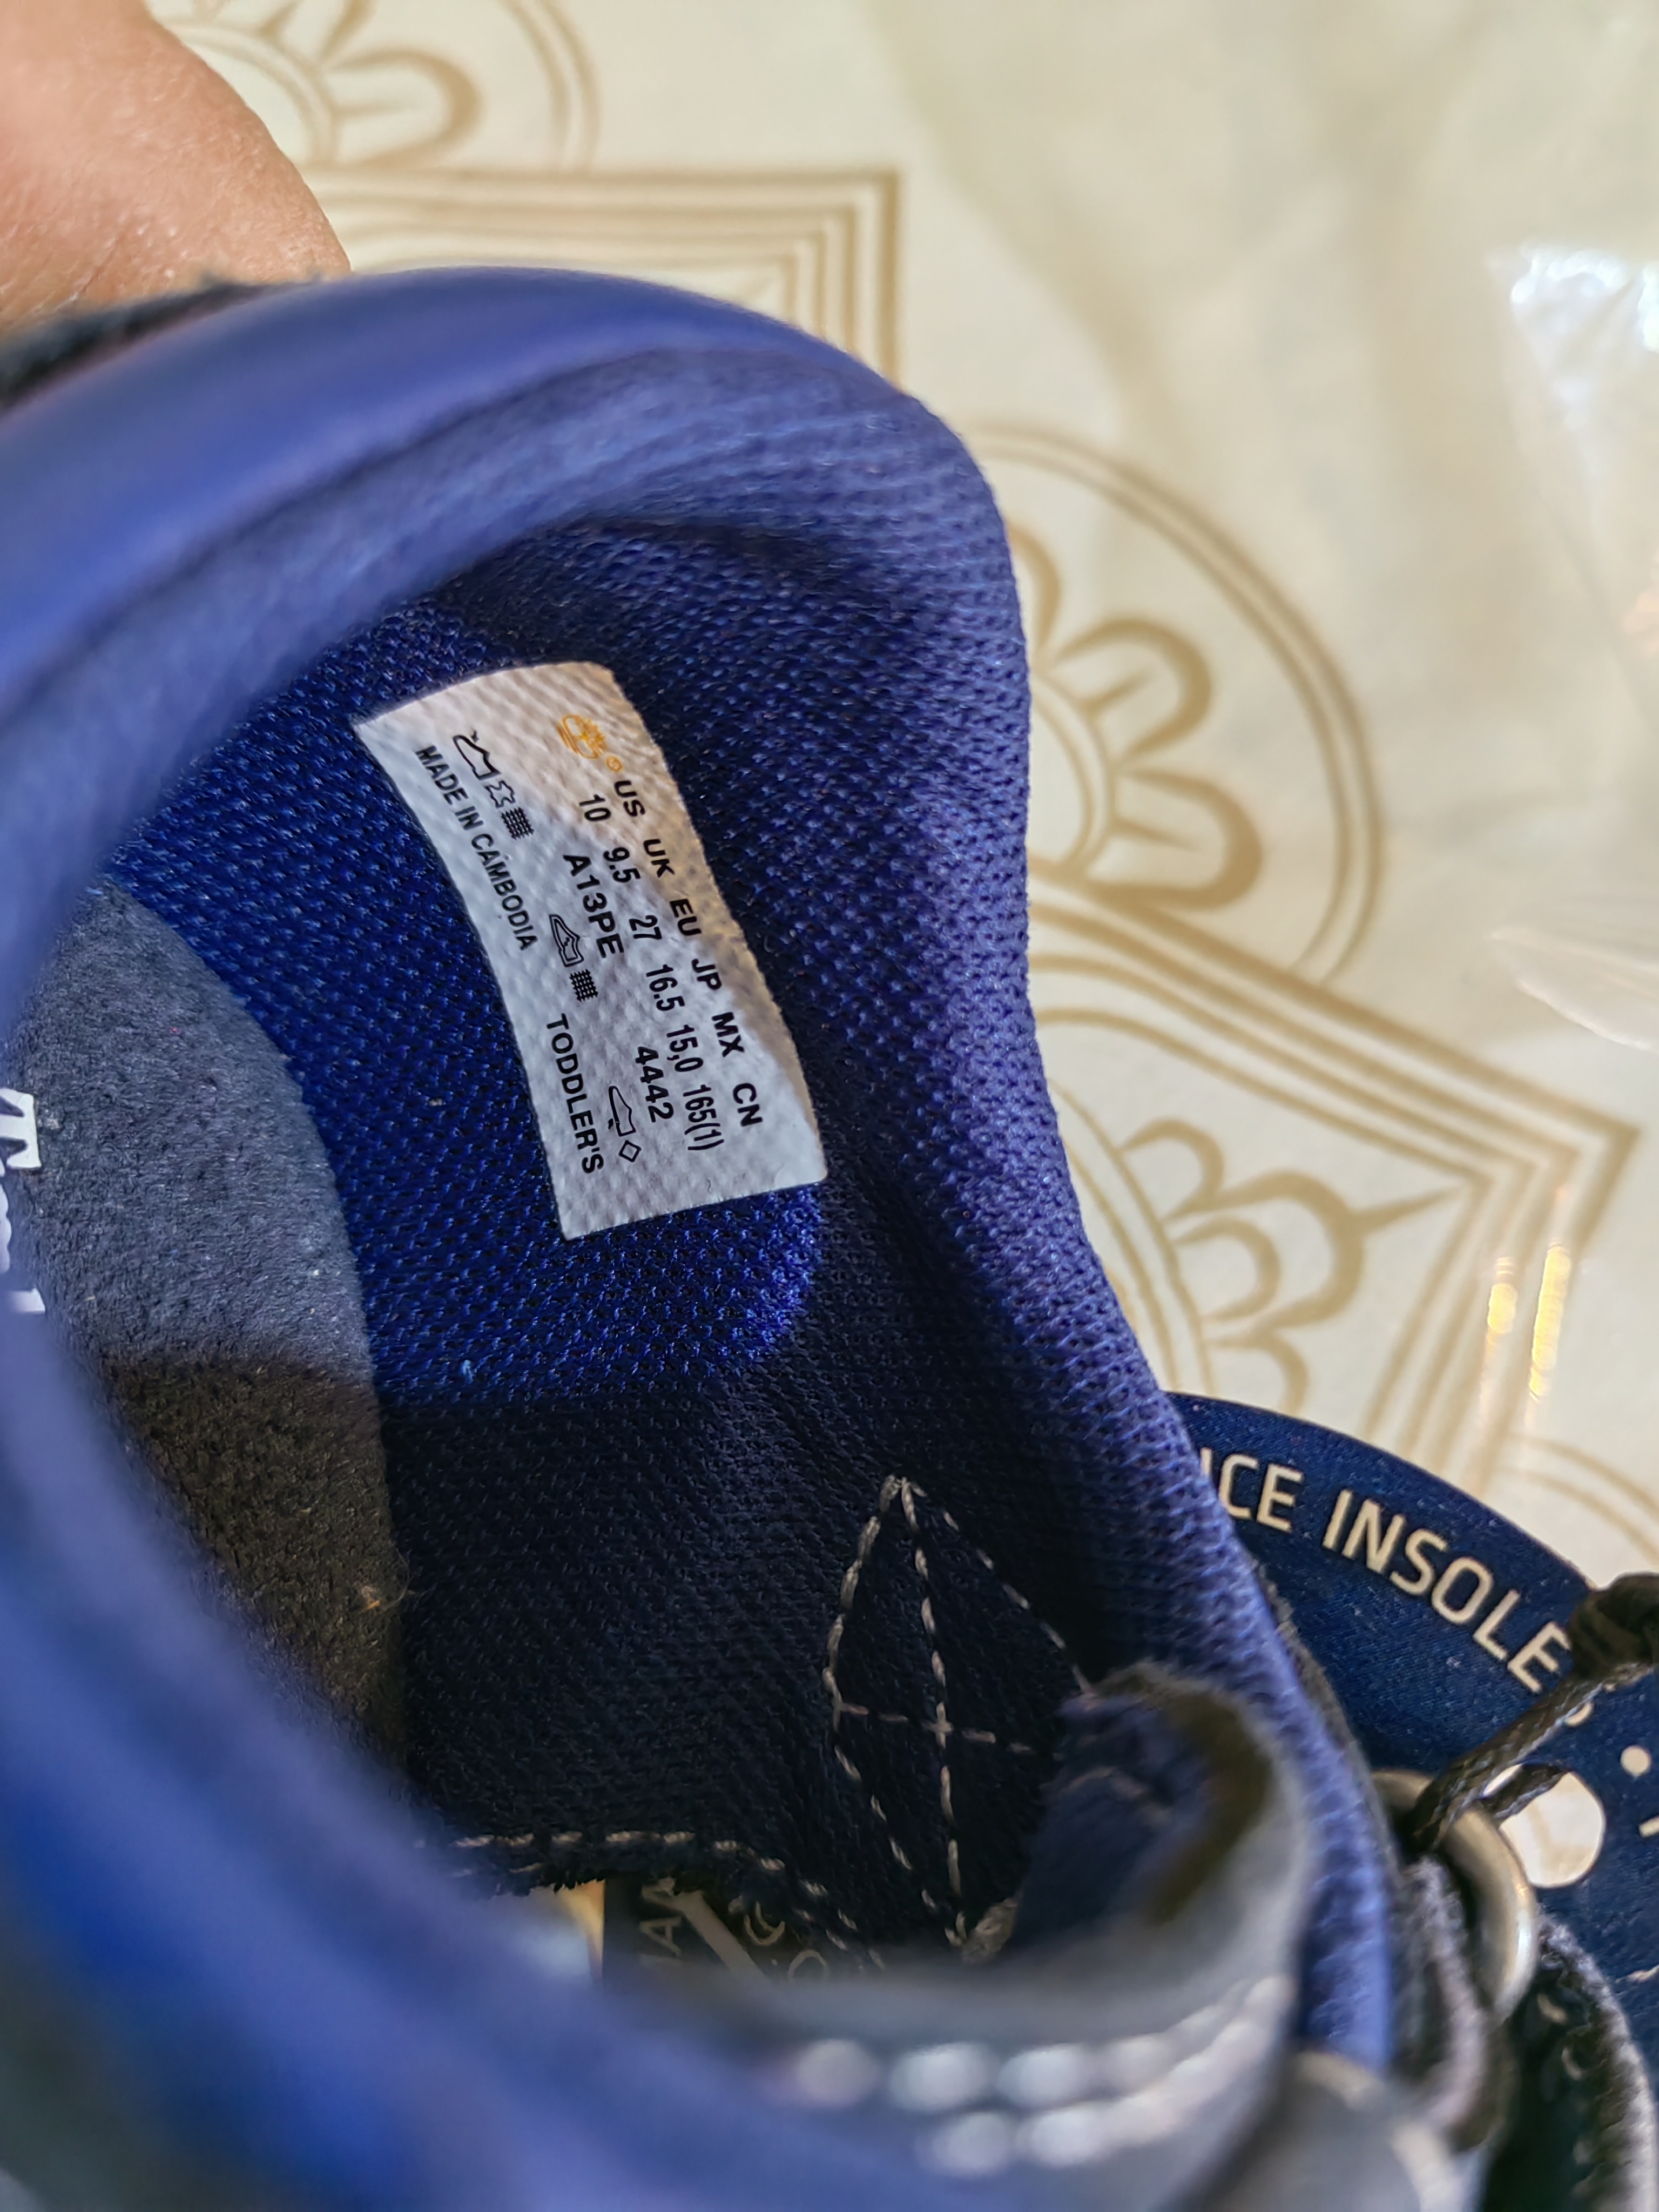 US UK EU JP MX CN
10 9.5 27 16.5 15,0 165(1)
A13PE 4442
MADE IN CAMBODIA TODDLER'S
INSOLE